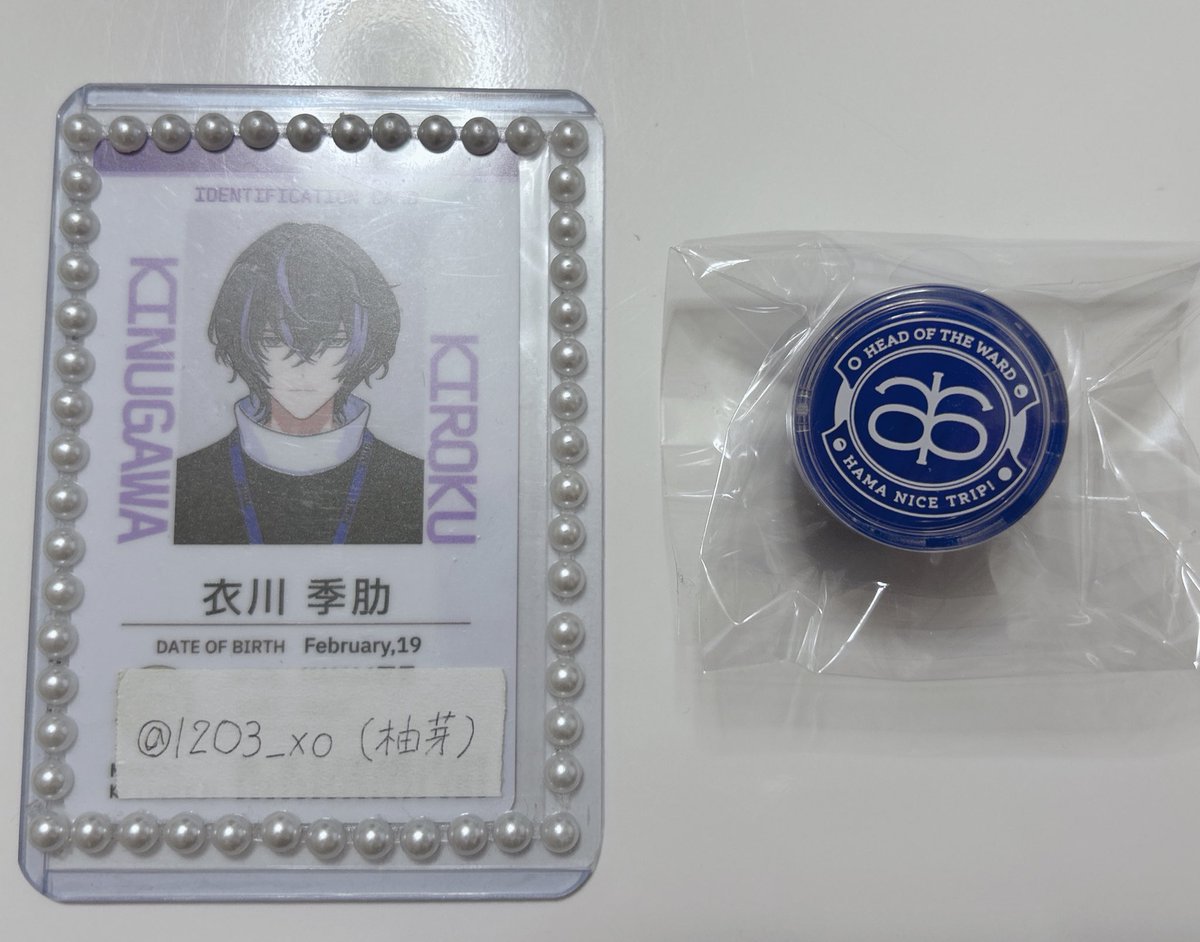 IDENTIFICATION CARD
KINUGAWA
KIROKU
衣川 季肋
DATE OF BIRTH February,19
@1203_xo (柚芽)
HEAD OF THE WARD
HAMA NICE TRIP!